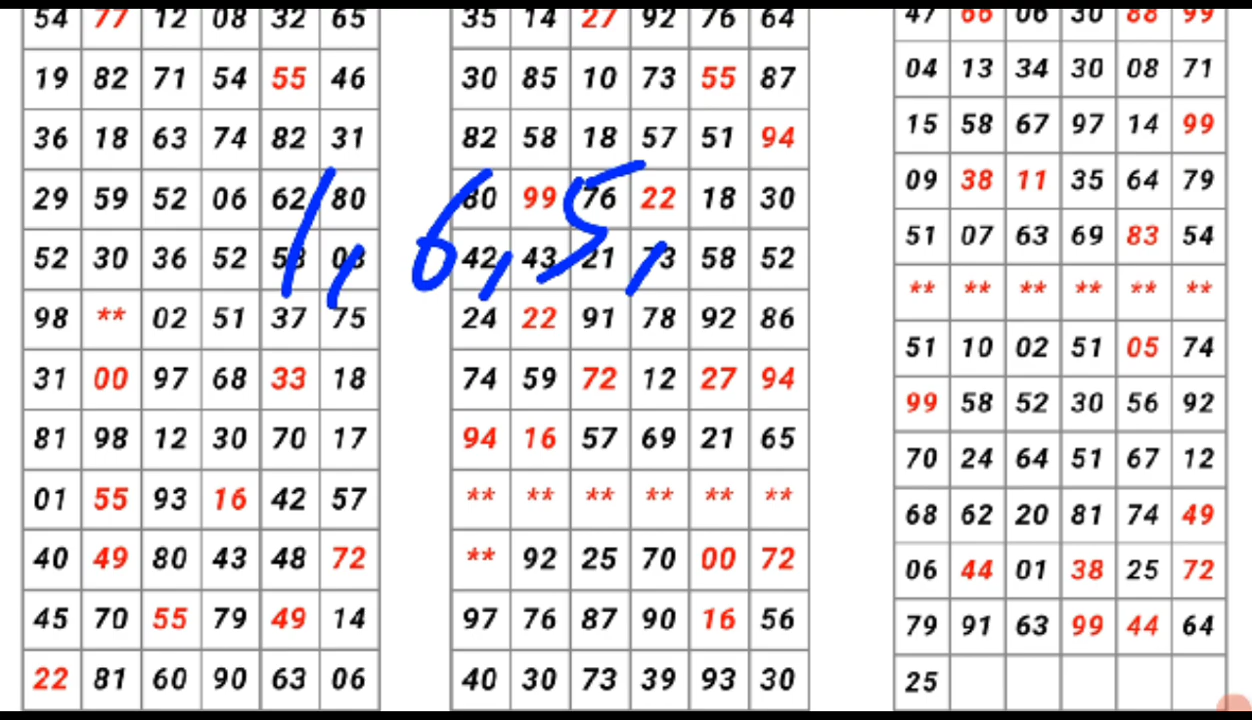 54 77 12 08 32 65
19 82 71 54 55 46
36 18 63 74 82 31
29 59 52 06 62 80
52 30 36 52 58 08
98 ** 02 51 37 75
31 00 97 68 33 18
81 98 12 30 70 17
01 55 93 16 42 57
40 49 80 43 48 72
45 70 55 79 49 14
22 81 60 90 63 06
35 14 27 92 76 64
30 85 10 73 55 87
82 58 18 57 51 94
80 99 76 22 18 30
42 43 21 73 58 52
24 22 91 78 92 86
74 59 72 12 27 94
94 16 57 69 21 65
** ** ** ** ** **
** 92 25 70 00 72
97 76 87 90 16 56
40 30 73 39 93 30
47 66 06 30 88 99
04 13 34 30 08 71
15 58 67 97 14 99
09 38 11 35 64 79
51 07 63 69 83 54
** ** ** ** ** **
51 10 02 51 05 74
99 58 52 30 56 92
70 24 64 51 67 12
68 62 20 81 74 49
06 44 01 38 25 72
79 91 63 99 44 64
25
1, 6, 5,